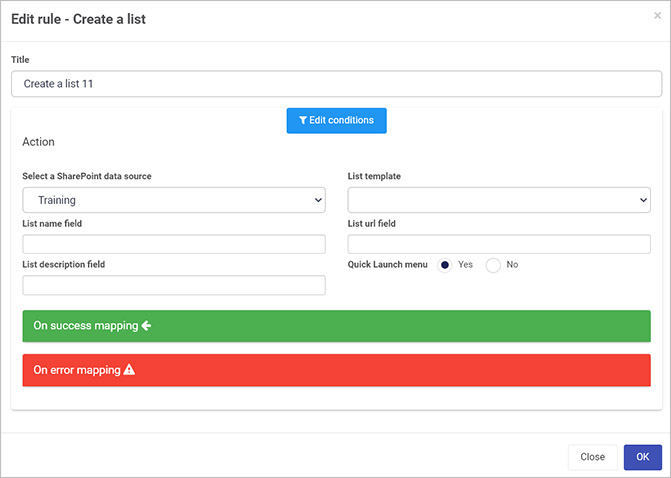 Edit rule - Create a list
×
Title
Create a list 11
Edit conditions
Action
Select a SharePoint data source
List template
Training
List name field
List url field
List description field
Quick Launch menu Yes No
On success mapping
On error mapping
Close OK